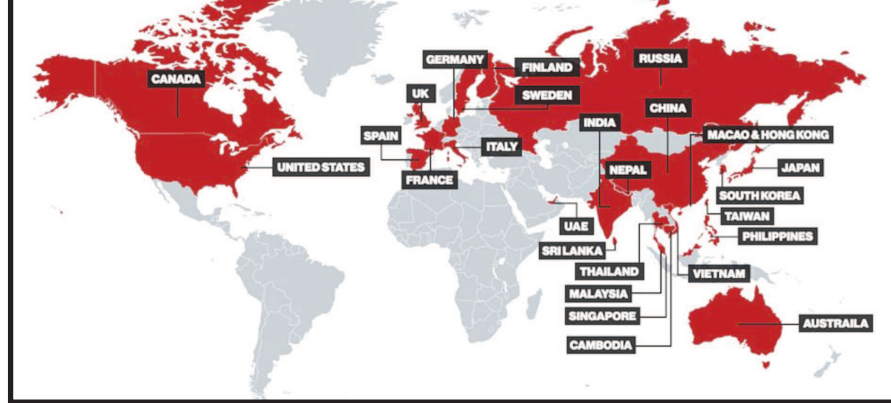 CANADA
GERMANY
FINLAND
RUSSIA
UK
SWEDEN
CHINA
INDIA
MACAO & HONG KONG
SPAIN
ITALY
UNITED STATES
FRANCE
NEPAL
JAPAN
SOUTH KOREA
TAIWAN
UAE
PHILIPPINES
SRI LANKA
THAILAND
VIETNAM
MALAYSIA
SINGAPORE
AUSTRAILA
CAMBODIA